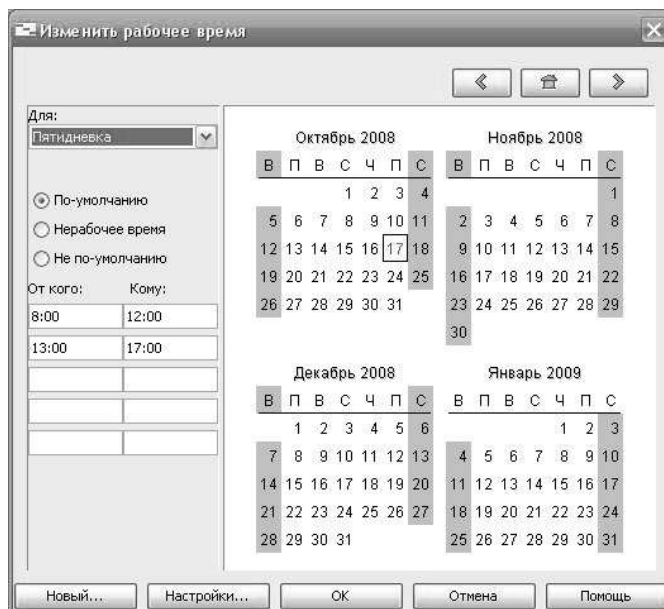 Изменить рабочее время
Для:
Пятидневка
По-умолчанию
Нерабочее время
Не по-умолчанию
От кого: Кому:
8:00 12:00
13:00 17:00
Октябрь 2008
В П В С Ч П С
1 2 3 4
5 6 7 8 9 10 11
12 13 14 15 16 17 18
19 20 21 22 23 24 25
26 27 28 29 30 31
Ноябрь 2008
В П В С Ч П С
1
2 3 4 5 6 7 8
9 10 11 12 13 14 15
16 17 18 19 20 21 22
23 24 25 26 27 28 29
30
Декабрь 2008
В П В С Ч П С
1 2 3 4 5 6
7 8 9 10 11 12 13
14 15 16 17 18 19 20
21 22 23 24 25 26 27
28 29 30 31
Январь 2009
В П В С Ч П С
1 2 3
4 5 6 7 8 9 10
11 12 13 14 15 16 17
18 19 20 21 22 23 24
25 26 27 28 29 30 31
Новый... Настройки... ОК Отмена Помощь